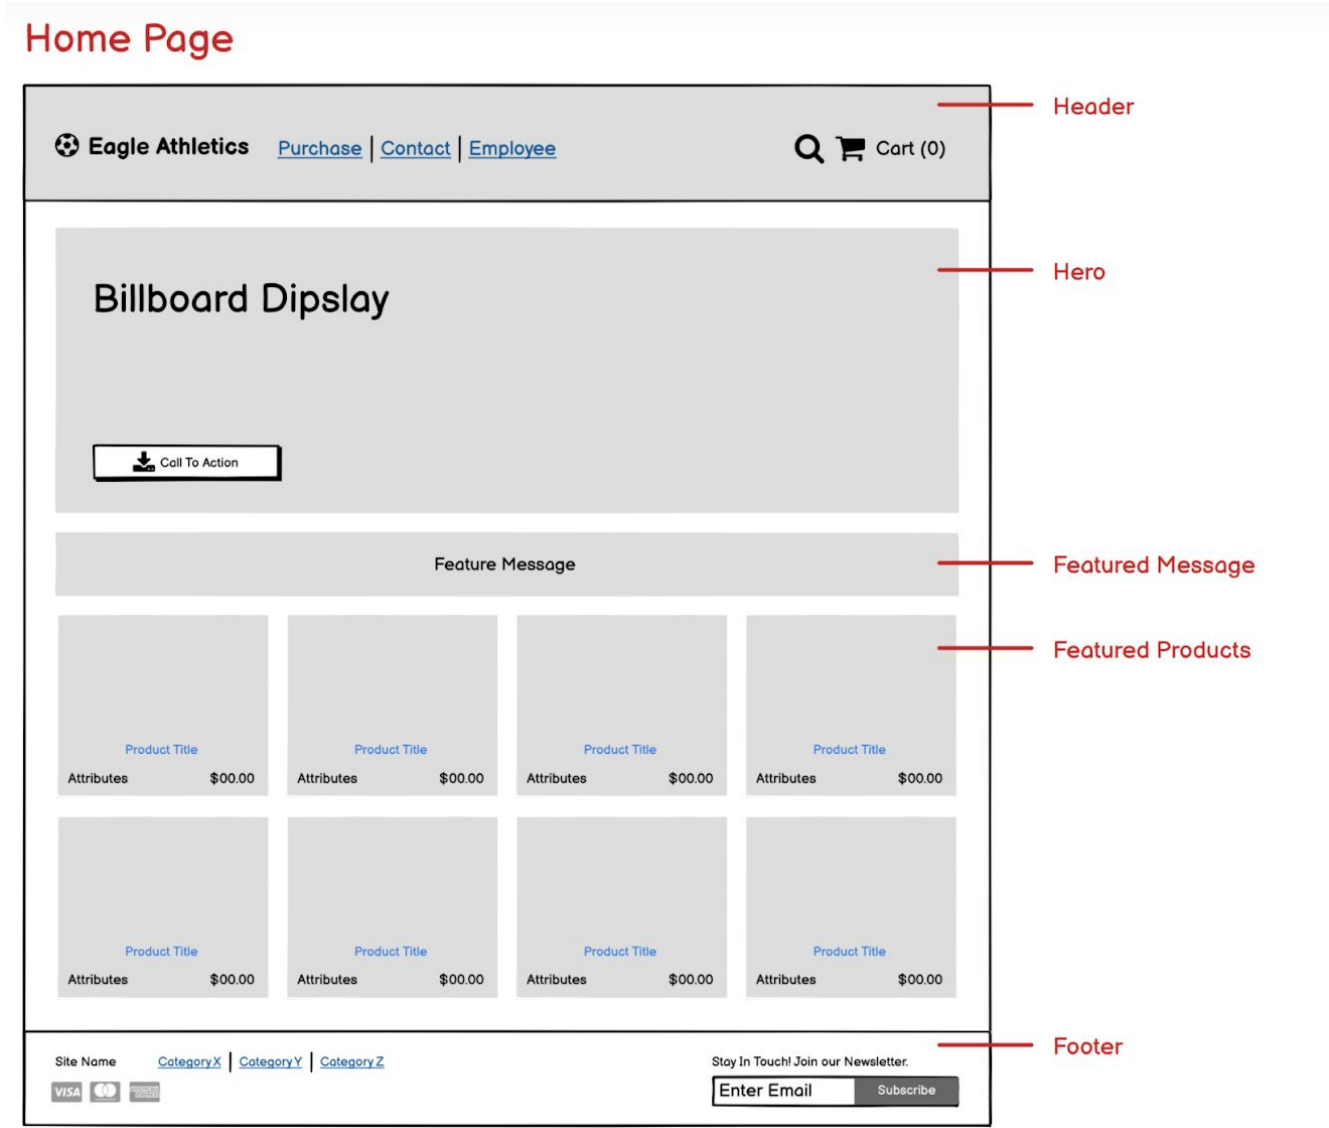 Home Page
Header
Eagle Athletics Purchase Contact Employee Cart (0)
Hero
Billboard Dipslay
Call To Action
Feature Message
Featured Message
Featured Products
Product Title Product Title Product Title Product Title
Attributes $00.00 Attributes $00.00 Attributes $00.00 Attributes $00.00
Product Title Product Title Product Title Product Title
Attributes $00.00 Attributes $00.00 Attributes $00.00 Attributes $00.00
Footer
Site Name Category X Category Y Category Z Stay In Touch! Join our Newsletter.
VISA Enter Email Subscribe